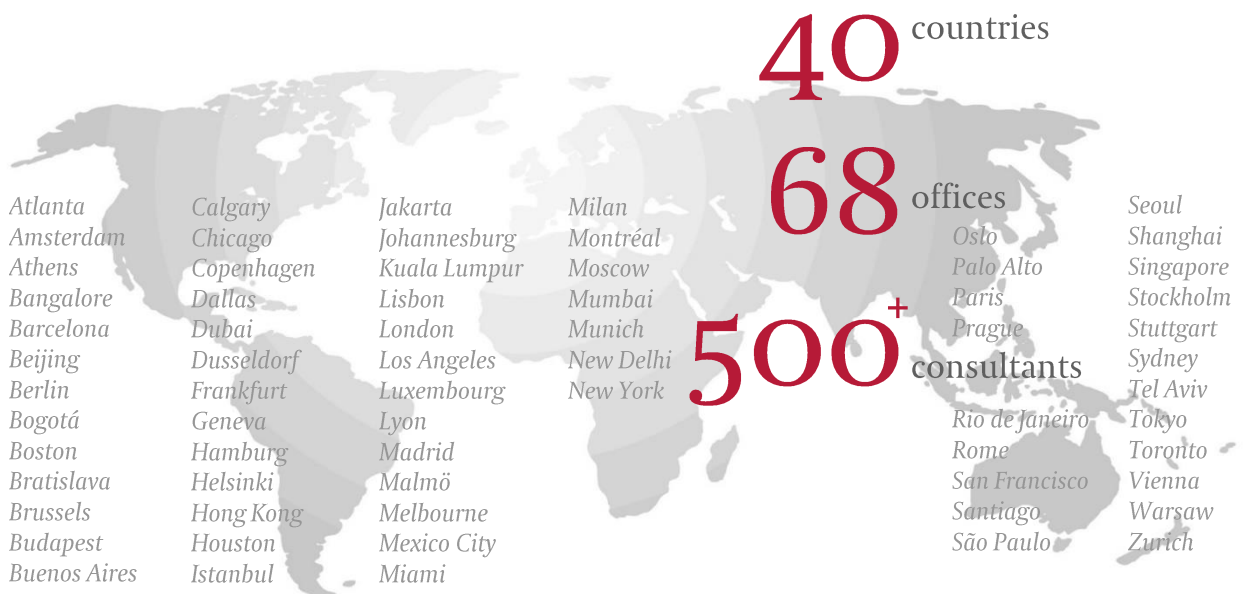 40 countries
68 offices
500+ consultants
Atlanta
Amsterdam
Athens
Bangalore
Barcelona
Beijing
Berlin
Bogotá
Boston
Bratislava
Brussels
Budapest
Buenos Aires
Calgary
Chicago
Copenhagen
Dallas
Dubai
Dusseldorf
Frankfurt
Geneva
Hamburg
Helsinki
Hong Kong
Houston
Istanbul
Jakarta
Johannesburg
Kuala Lumpur
Lisbon
London
Los Angeles
Luxembourg
Lyon
Madrid
Malmö
Melbourne
Mexico City
Miami
Milan
Montréal
Moscow
Mumbai
Munich
New Delhi
New York
Oslo
Palo Alto
Paris
Prague
Rio de Janeiro
Rome
San Francisco
Santiago
São Paulo
Seoul
Shanghai
Singapore
Stockholm
Stuttgart
Sydney
Tel Aviv
Tokyo
Toronto
Vienna
Warsaw
Zurich